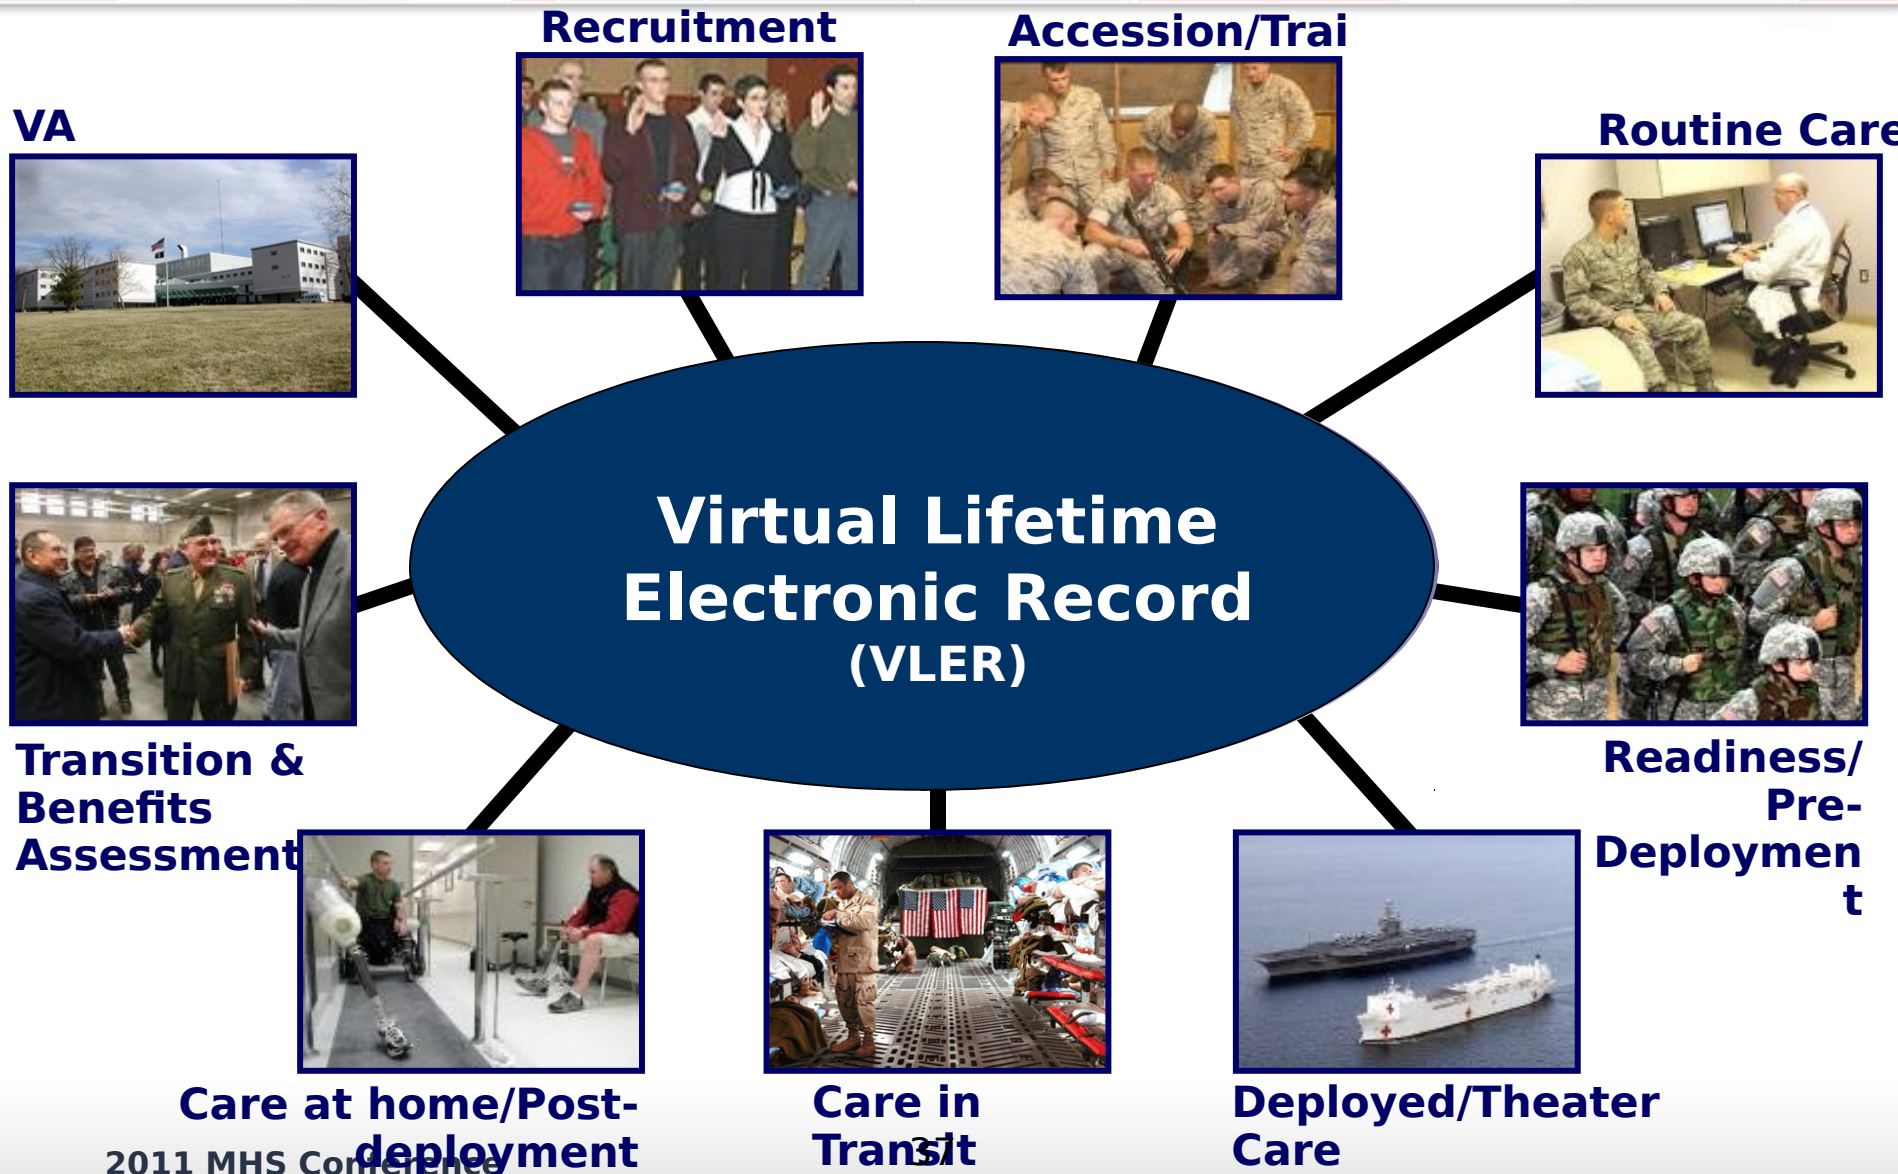 Recruitment
Accession/Trai
VA
Routine Care
Virtual Lifetime
Electronic Record
(VLER)
Transition &
Benefits
Assessment
Readiness/
Pre-
Deploymen
t
Care at home/Post-
deployment
Care in
Transit
Deployed/Theater
Care
2011 MHS Conference
37